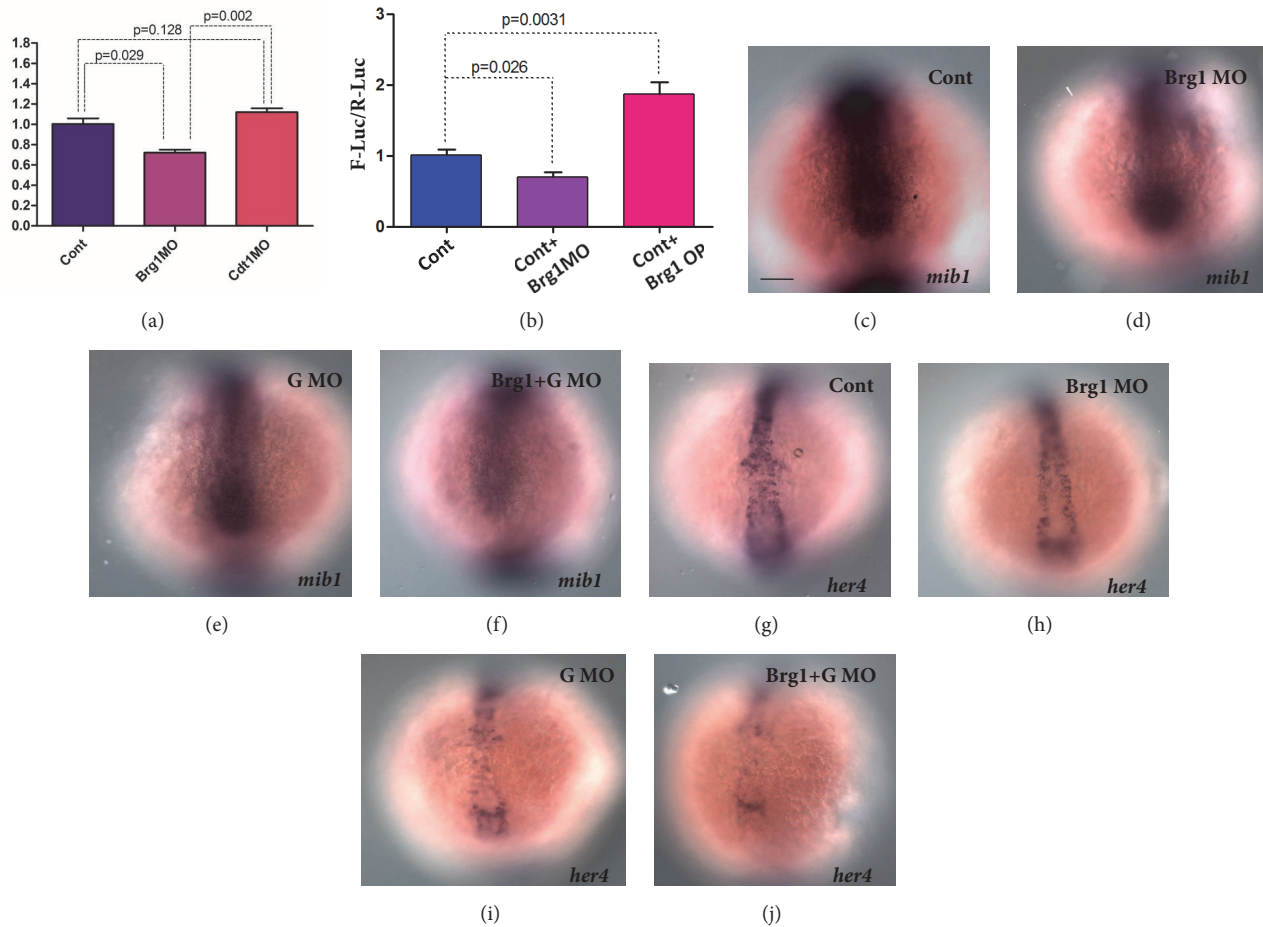 p=0.002
p=0.128
p=0.029
1.8
1.6
1.4
1.2
1.0
0.8
0.6
0.4
0.2
0.0
Cont
Brg1MO
Cdt1MO
(a)
F-Luc/R-Luc
p=0.0031
p=0.026
3
2
1
0
Cont
Cont+
Brg1MO
Cont+
Brg1 OP
(b)
Cont
mib1
(c)
Brg1 MO
mib1
(d)
G MO
mib1
(e)
Brg1+G MO
mib1
(f)
Cont
her4
(g)
Brg1 MO
her4
(h)
G MO
her4
(i)
Brg1+G MO
her4
(j)